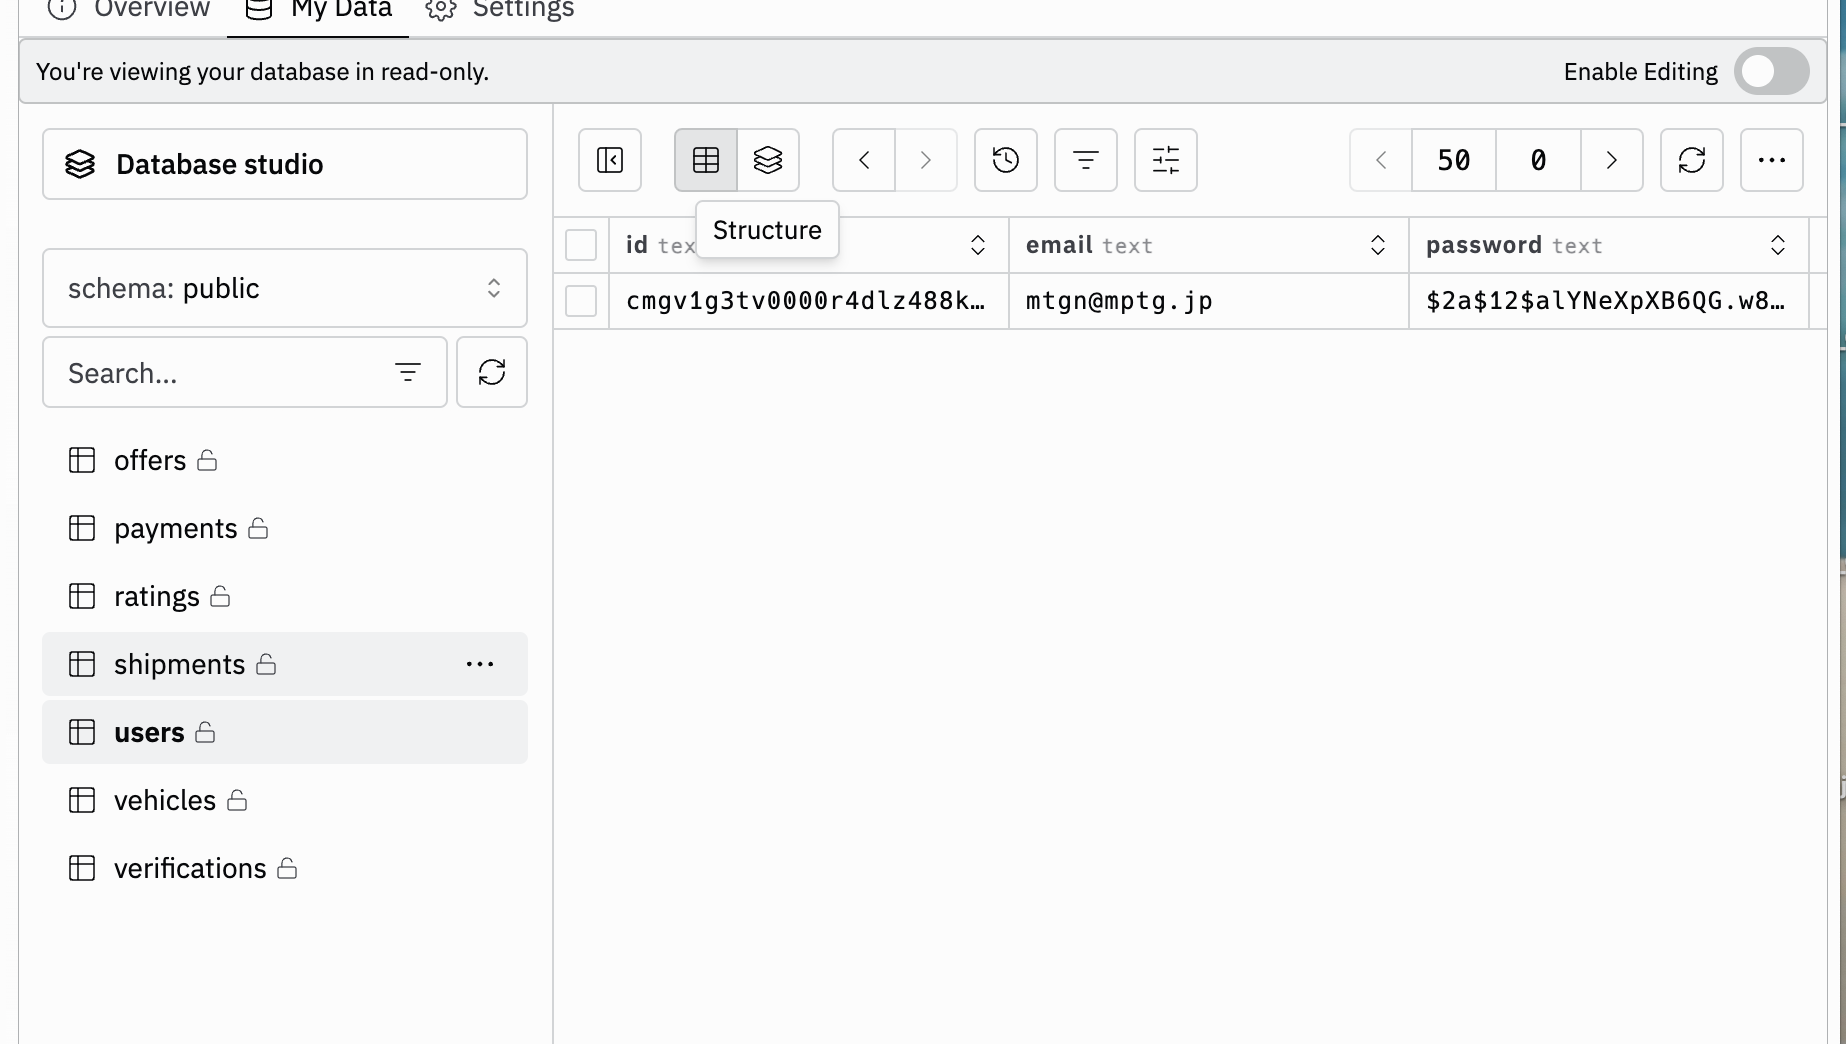 Overview
My Data
Settings
You're viewing your database in read-only.
Enable Editing
Database studio
schema: public
Search...
offers
payments
ratings
shipments
users
vehicles
verifications
50
0
Structure
id tex
email text
password text
cmgv1g3tv0000r4dlz488k…
mtgn@mptg.jp
$2a$12$alYNeXpXB6QG.w8…